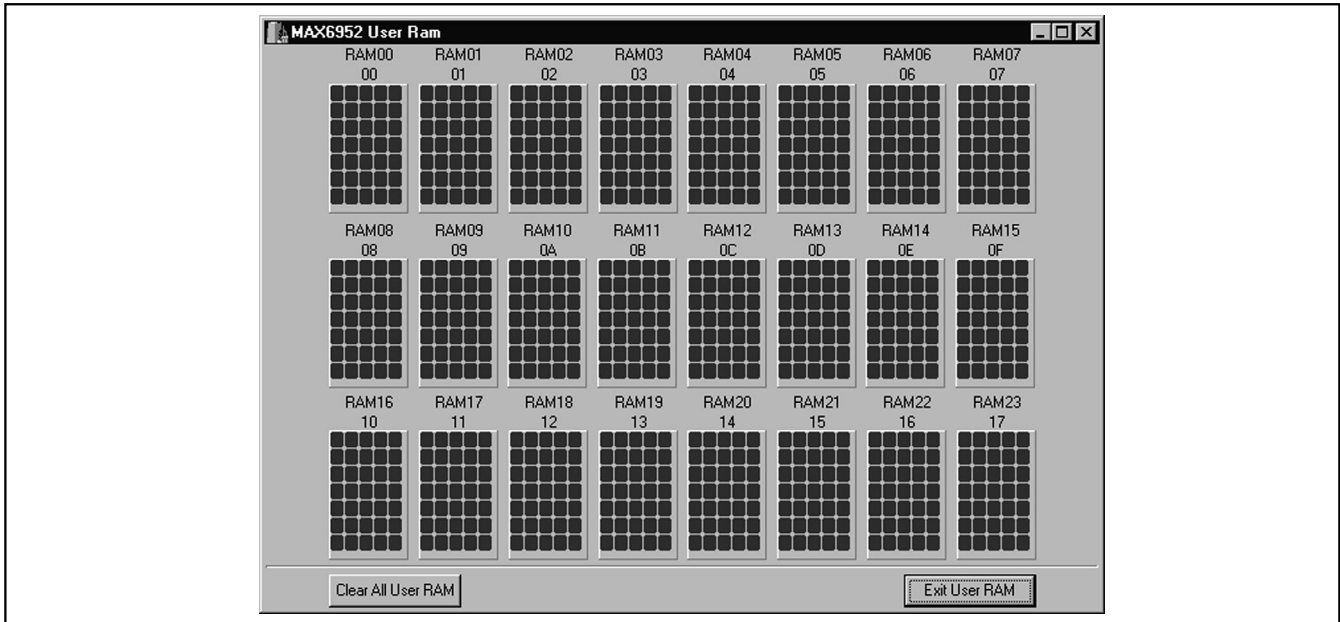 MAX6952 User Ram
RAM00 RAM01 RAM02 RAM03 RAM04 RAM05 RAM06 RAM07
00 01 02 03 04 05 06 07
RAM08 RAM09 RAM10 RAM11 RAM12 RAM13 RAM14 RAM15
08 09 0A 0B 0C 0D 0E 0F
RAM16 RAM17 RAM18 RAM19 RAM20 RAM21 RAM22 RAM23
10 11 12 13 14 15 16 17
Clear All User RAM Exit User RAM